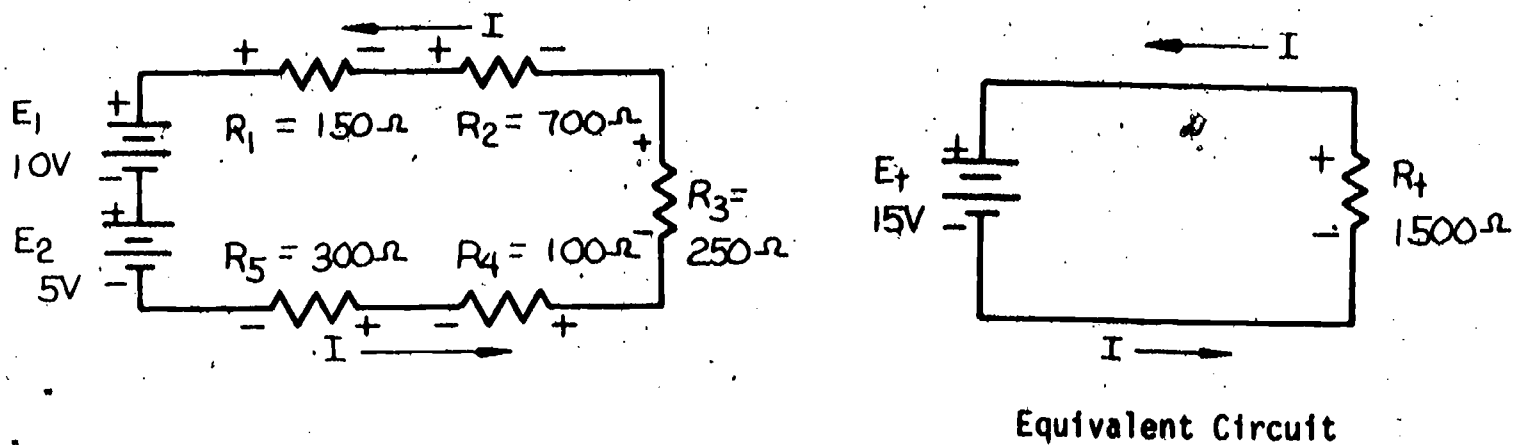 I
+ - + -
E₁
10V
+
-
R₁ = 150Ω
R₂ = 700Ω
+
R₃=
250Ω
-
E₂
5V
+
-
R₅ = 300Ω
R₄ = 100Ω
- + - +
I
I
Eₜ
15V
+
-
+
-
Rₜ
1500Ω
I
Equivalent Circuit